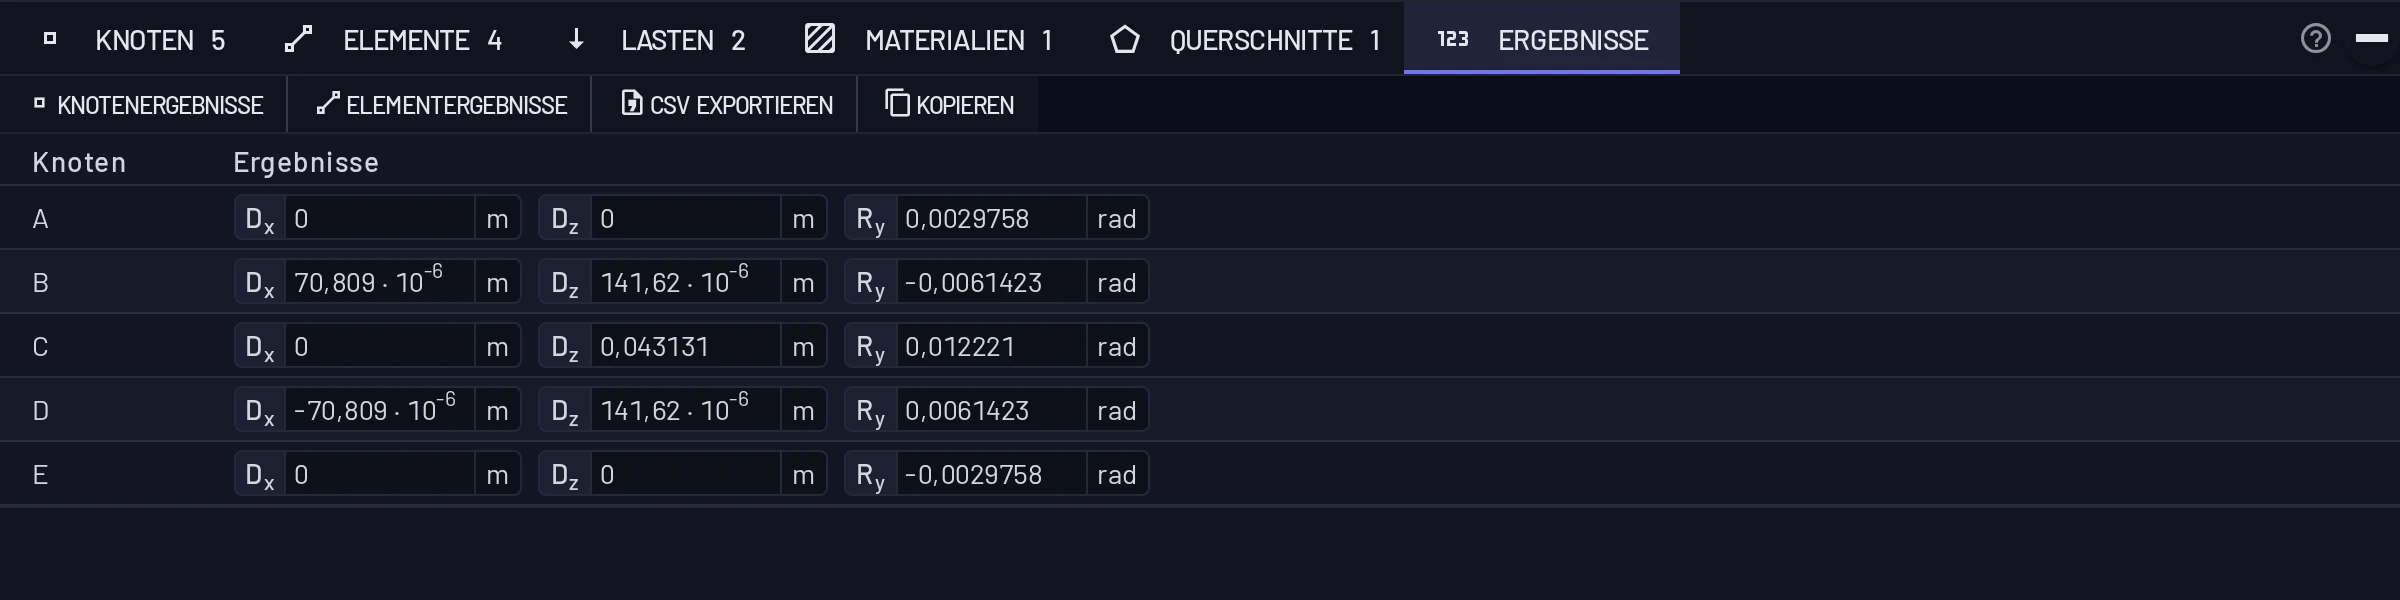 KNOTEN 5 ELEMENTE 4 LASTEN 2 MATERIALIEN 1 QUERSCHNITTE 1 123 ERGEBNISSE ?
KNOTENERGEBNISSE ELEMENTERGEBNISSE CSV EXPORTIEREN KOPIEREN
Knoten Ergebnisse
A Dx 0 m Dz 0 m Ry 0,0029758 rad
B Dx 70,809 · 10⁻⁶ m Dz 141,62 · 10⁻⁶ m Ry -0,0061423 rad
C Dx 0 m Dz 0,043131 m Ry 0,012221 rad
D Dx -70,809 · 10⁻⁶ m Dz 141,62 · 10⁻⁶ m Ry 0,0061423 rad
E Dx 0 m Dz 0 m Ry -0,0029758 rad